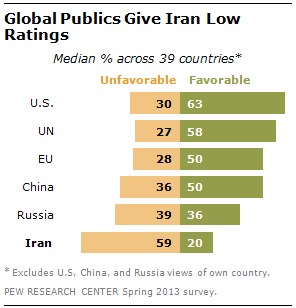 Global Publics Give Iran Low
Ratings
Median % across 39 countries*
Unfavorable Favorable
U.S. 30 63
UN 27 58
EU 28 50
China 36 50
Russia 39 36
Iran 59 20
* Excludes U.S, China, and Russia views of own country.
PEW RESEARCH CENTER Spring 2013 survey.